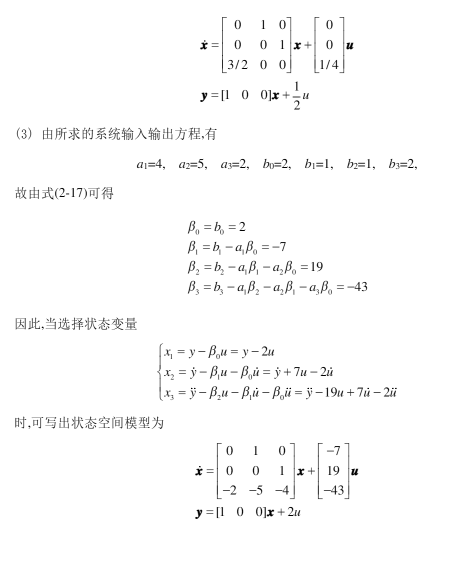 ẋ = [0 1 0; 0 0 1; 3/2 0 0] x + [0; 0; 1/4] u
y = [1 0 0]x + 1/2 u
(3) 由所求的系统输入输出方程,有
a₁=4, a₂=5, a₃=2, b₀=2, b₁=1, b₂=1, b₃=2,
故由式(2-17)可得
β₀ = b₀ = 2
β₁ = b₁ − a₁β₀ = −7
β₂ = b₂ − a₁β₁ − a₂β₀ = 19
β₃ = b₃ − a₁β₂ − a₂β₁ − a₃β₀ = −43
因此,当选择状态变量
x₁ = y − β₀u = y − 2u
x₂ = ẏ − β₁u − β₀u̇ = ẏ + 7u − 2u̇
x₃ = ÿ − β₂u − β₁u̇ − β₀ü = ÿ − 19u + 7u̇ − 2ü
时,可写出状态空间模型为
ẋ = [0 1 0; 0 0 1; −2 −5 −4] x + [−7; 19; −43] u
y = [1 0 0]x + 2u